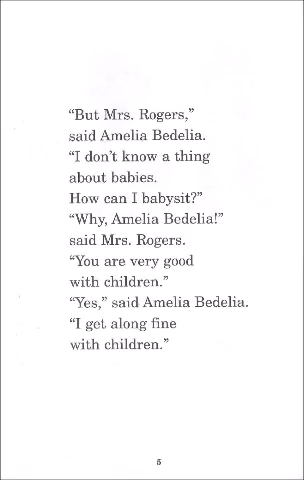 “But Mrs. Rogers,”
said Amelia Bedelia.
“I don’t know a thing
about babies.
How can I babysit?”
“Why, Amelia Bedelia!”
said Mrs. Rogers.
“You are very good
with children.”
“Yes,” said Amelia Bedelia.
“I get along fine
with children.”
5